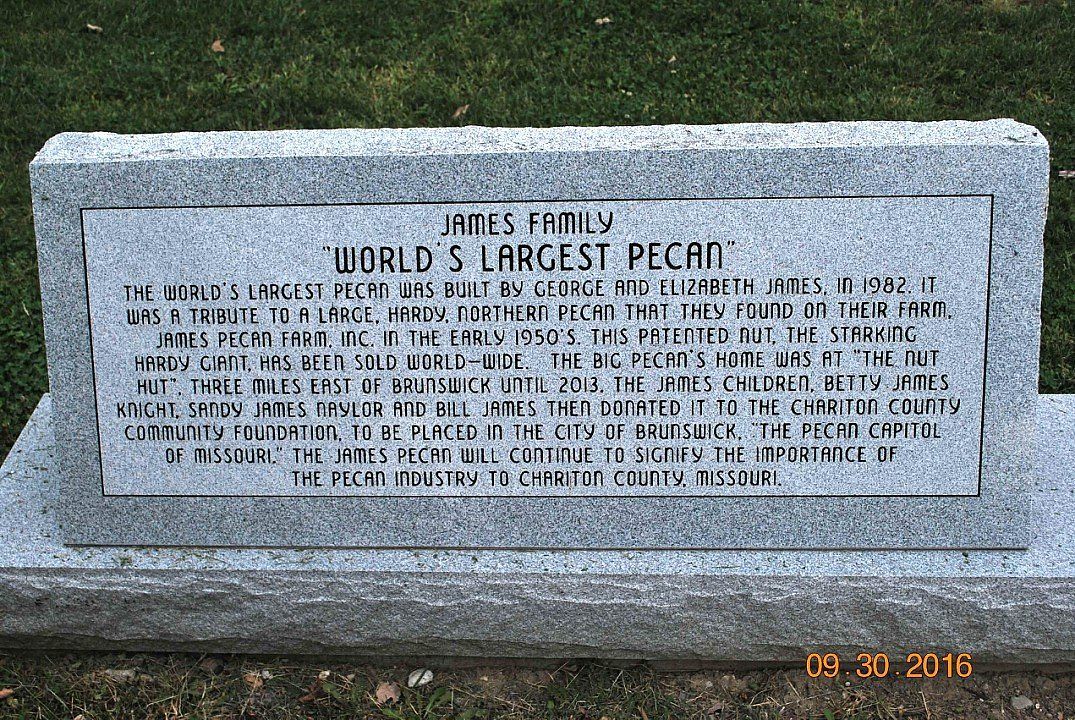 JAMES FAMILY
"WORLD'S LARGEST PECAN"
THE WORLD'S LARGEST PECAN WAS BUILT BY GEORGE AND ELIZABETH JAMES, IN 1982. IT
WAS A TRIBUTE TO A LARGE, HARDY, NORTHERN PECAN THAT THEY FOUND ON THEIR FARM,
JAMES PECAN FARM, INC. IN THE EARLY 1950'S. THIS PATENTED NUT, THE STARKING
HARDY GIANT, HAS BEEN SOLD WORLD-WIDE. THE BIG PECAN'S HOME WAS AT "THE NUT
HUT", THREE MILES EAST OF BRUNSWICK UNTIL 2013. THE JAMES CHILDREN, BETTY JAMES
KNIGHT, SANDY JAMES NAYLOR AND BILL JAMES THEN DONATED IT TO THE CHARITON COUNTY
COMMUNITY FOUNDATION, TO BE PLACED IN THE CITY OF BRUNSWICK, "THE PECAN CAPITOL
OF MISSOURI." THE JAMES PECAN WILL CONTINUE TO SIGNIFY THE IMPORTANCE OF
THE PECAN INDUSTRY TO CHARITON COUNTY, MISSOURI.
09.30.2016